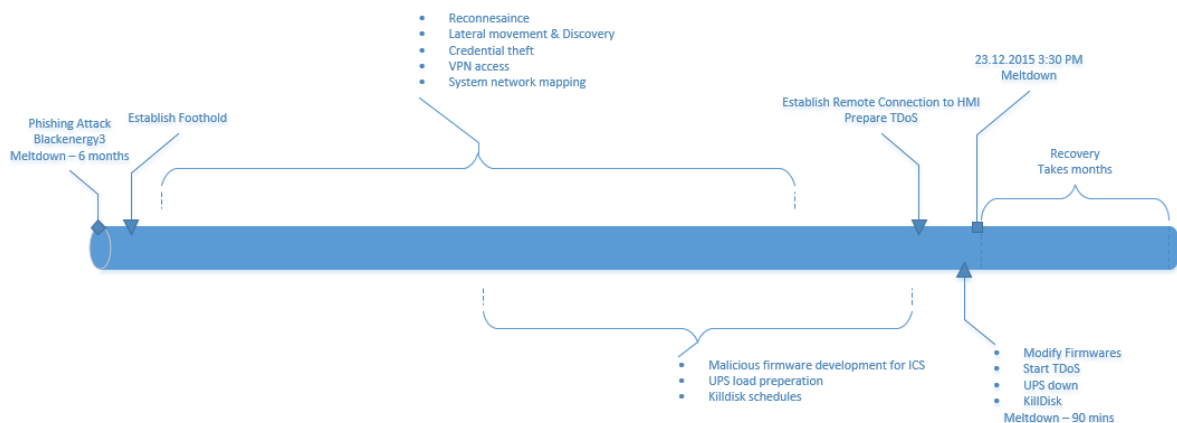 Phishing Attack
Blackenergy3
Meltdown – 6 months
Establish Foothold
• Reconnesaince
• Lateral movement & Discovery
• Credential theft
• VPN access
• System network mapping
Establish Remote Connection to HMI
Prepare TDoS
23.12.2015 3:30 PM
Meltdown
Recovery
Takes months
• Malicious firmware development for ICS
• UPS load preperation
• Killdisk schedules
• Modify Firmwares
• Start TDoS
• UPS down
• KillDisk
Meltdown – 90 mins